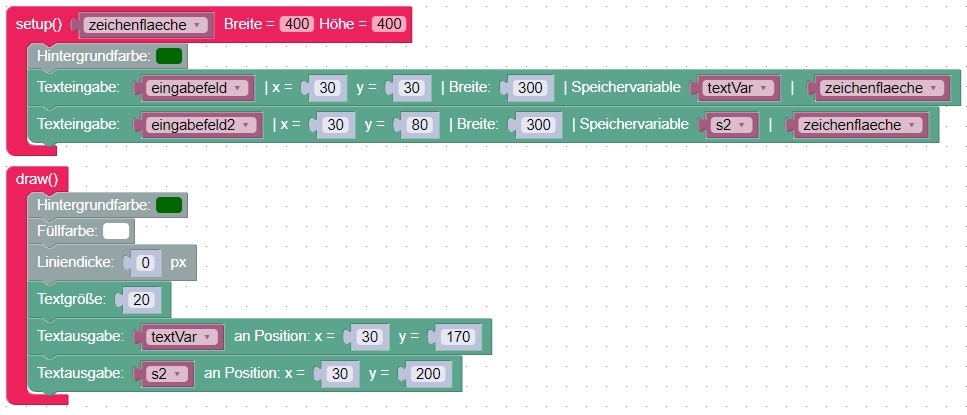 setup() zeichenflaeche Breite = 400 Höhe = 400
Hintergrundfarbe:
Texteingabe: eingabefeld | x = 30 y = 30 | Breite: 300 | Speichervariable textVar | zeichenflaeche
Texteingabe: eingabefeld2 | x = 30 y = 80 | Breite: 300 | Speichervariable s2 | zeichenflaeche
draw()
Hintergrundfarbe:
Füllfarbe:
Liniendicke: 0 px
Textgröße: 20
Textausgabe: textVar an Position: x = 30 y = 170
Textausgabe: s2 an Position: x = 30 y = 200